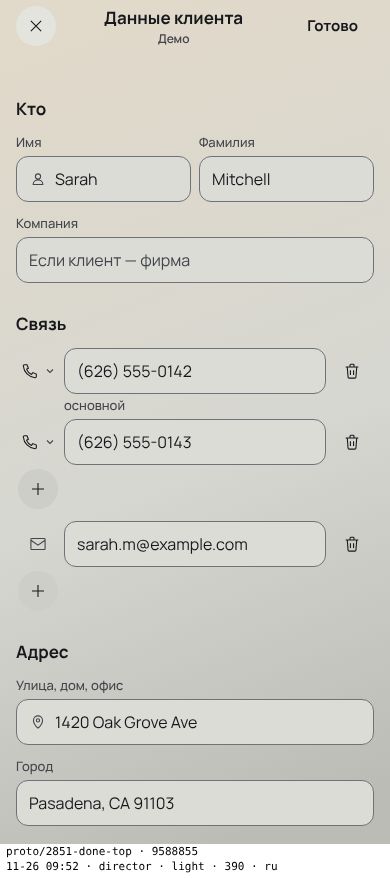 Данные клиента
Демо
Готово
Кто
Имя
Фамилия
Sarah
Mitchell
Компания
Если клиент — фирма
Связь
(626) 555-0142
основной
(626) 555-0143
sarah.m@example.com
Адрес
Улица, дом, офис
1420 Oak Grove Ave
Город
Pasadena, CA 91103
proto/2851-done-top · 9588855
11-26 09:52 · director · light · 390 · ru